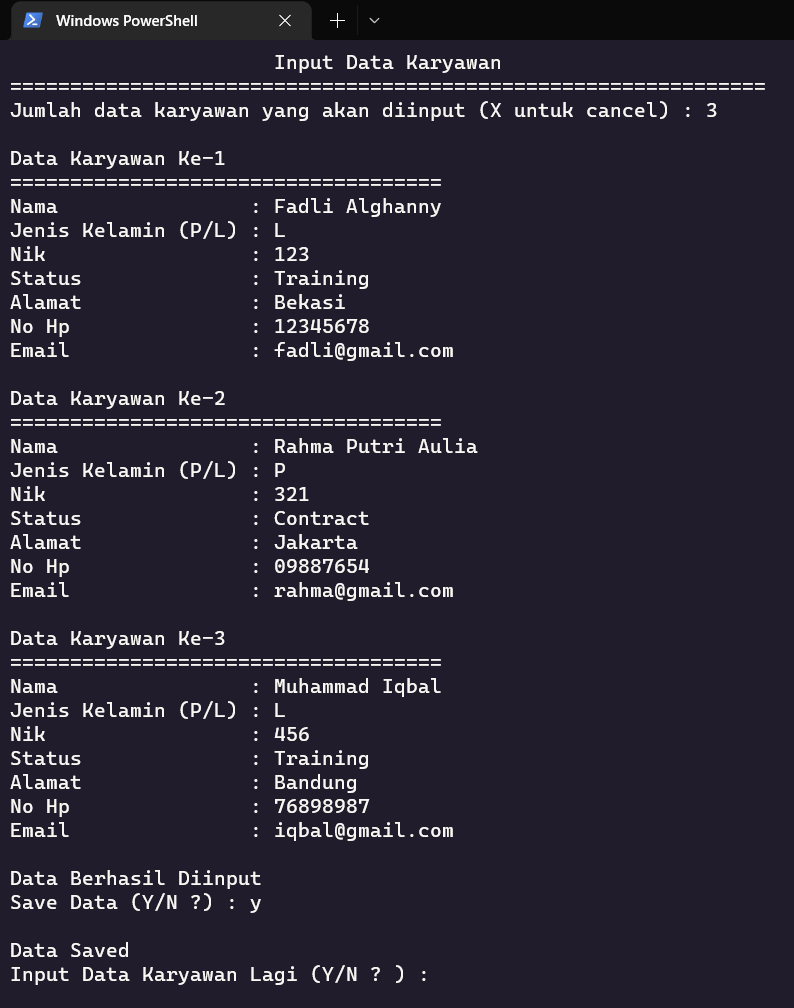 Windows PowerShell
Input Data Karyawan
===============================================================
Jumlah data karyawan yang akan diinput (X untuk cancel) : 3
Data Karyawan Ke-1
====================================
Nama                : Fadli Alghanny
Jenis Kelamin (P/L) : L
Nik                 : 123
Status              : Training
Alamat              : Bekasi
No Hp               : 12345678
Email               : fadli@gmail.com
Data Karyawan Ke-2
====================================
Nama                : Rahma Putri Aulia
Jenis Kelamin (P/L) : P
Nik                 : 321
Status              : Contract
Alamat              : Jakarta
No Hp               : 09887654
Email               : rahma@gmail.com
Data Karyawan Ke-3
====================================
Nama                : Muhammad Iqbal
Jenis Kelamin (P/L) : L
Nik                 : 456
Status              : Training
Alamat              : Bandung
No Hp               : 76898987
Email               : iqbal@gmail.com
Data Berhasil Diinput
Save Data (Y/N ?) : y
Data Saved
Input Data Karyawan Lagi (Y/N ? ) :